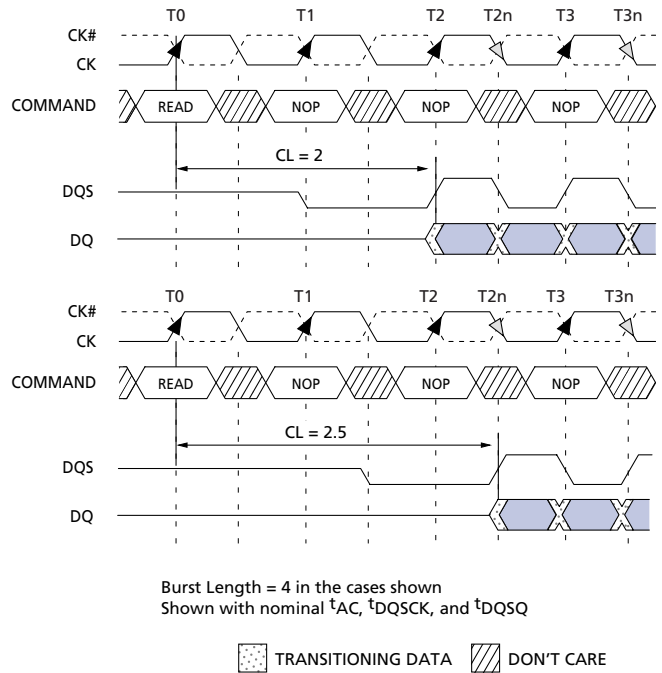 T0 T1 T2 T2n T3 T3n
CK#
CK
COMMAND READ NOP NOP NOP
CL = 2
DQS
DQ
T0 T1 T2 T2n T3 T3n
CK#
CK
COMMAND READ NOP NOP NOP
CL = 2.5
DQS
DQ
Burst Length = 4 in the cases shown
Shown with nominal tAC, tDQSCK, and tDQSQ
TRANSITIONING DATA DON'T CARE